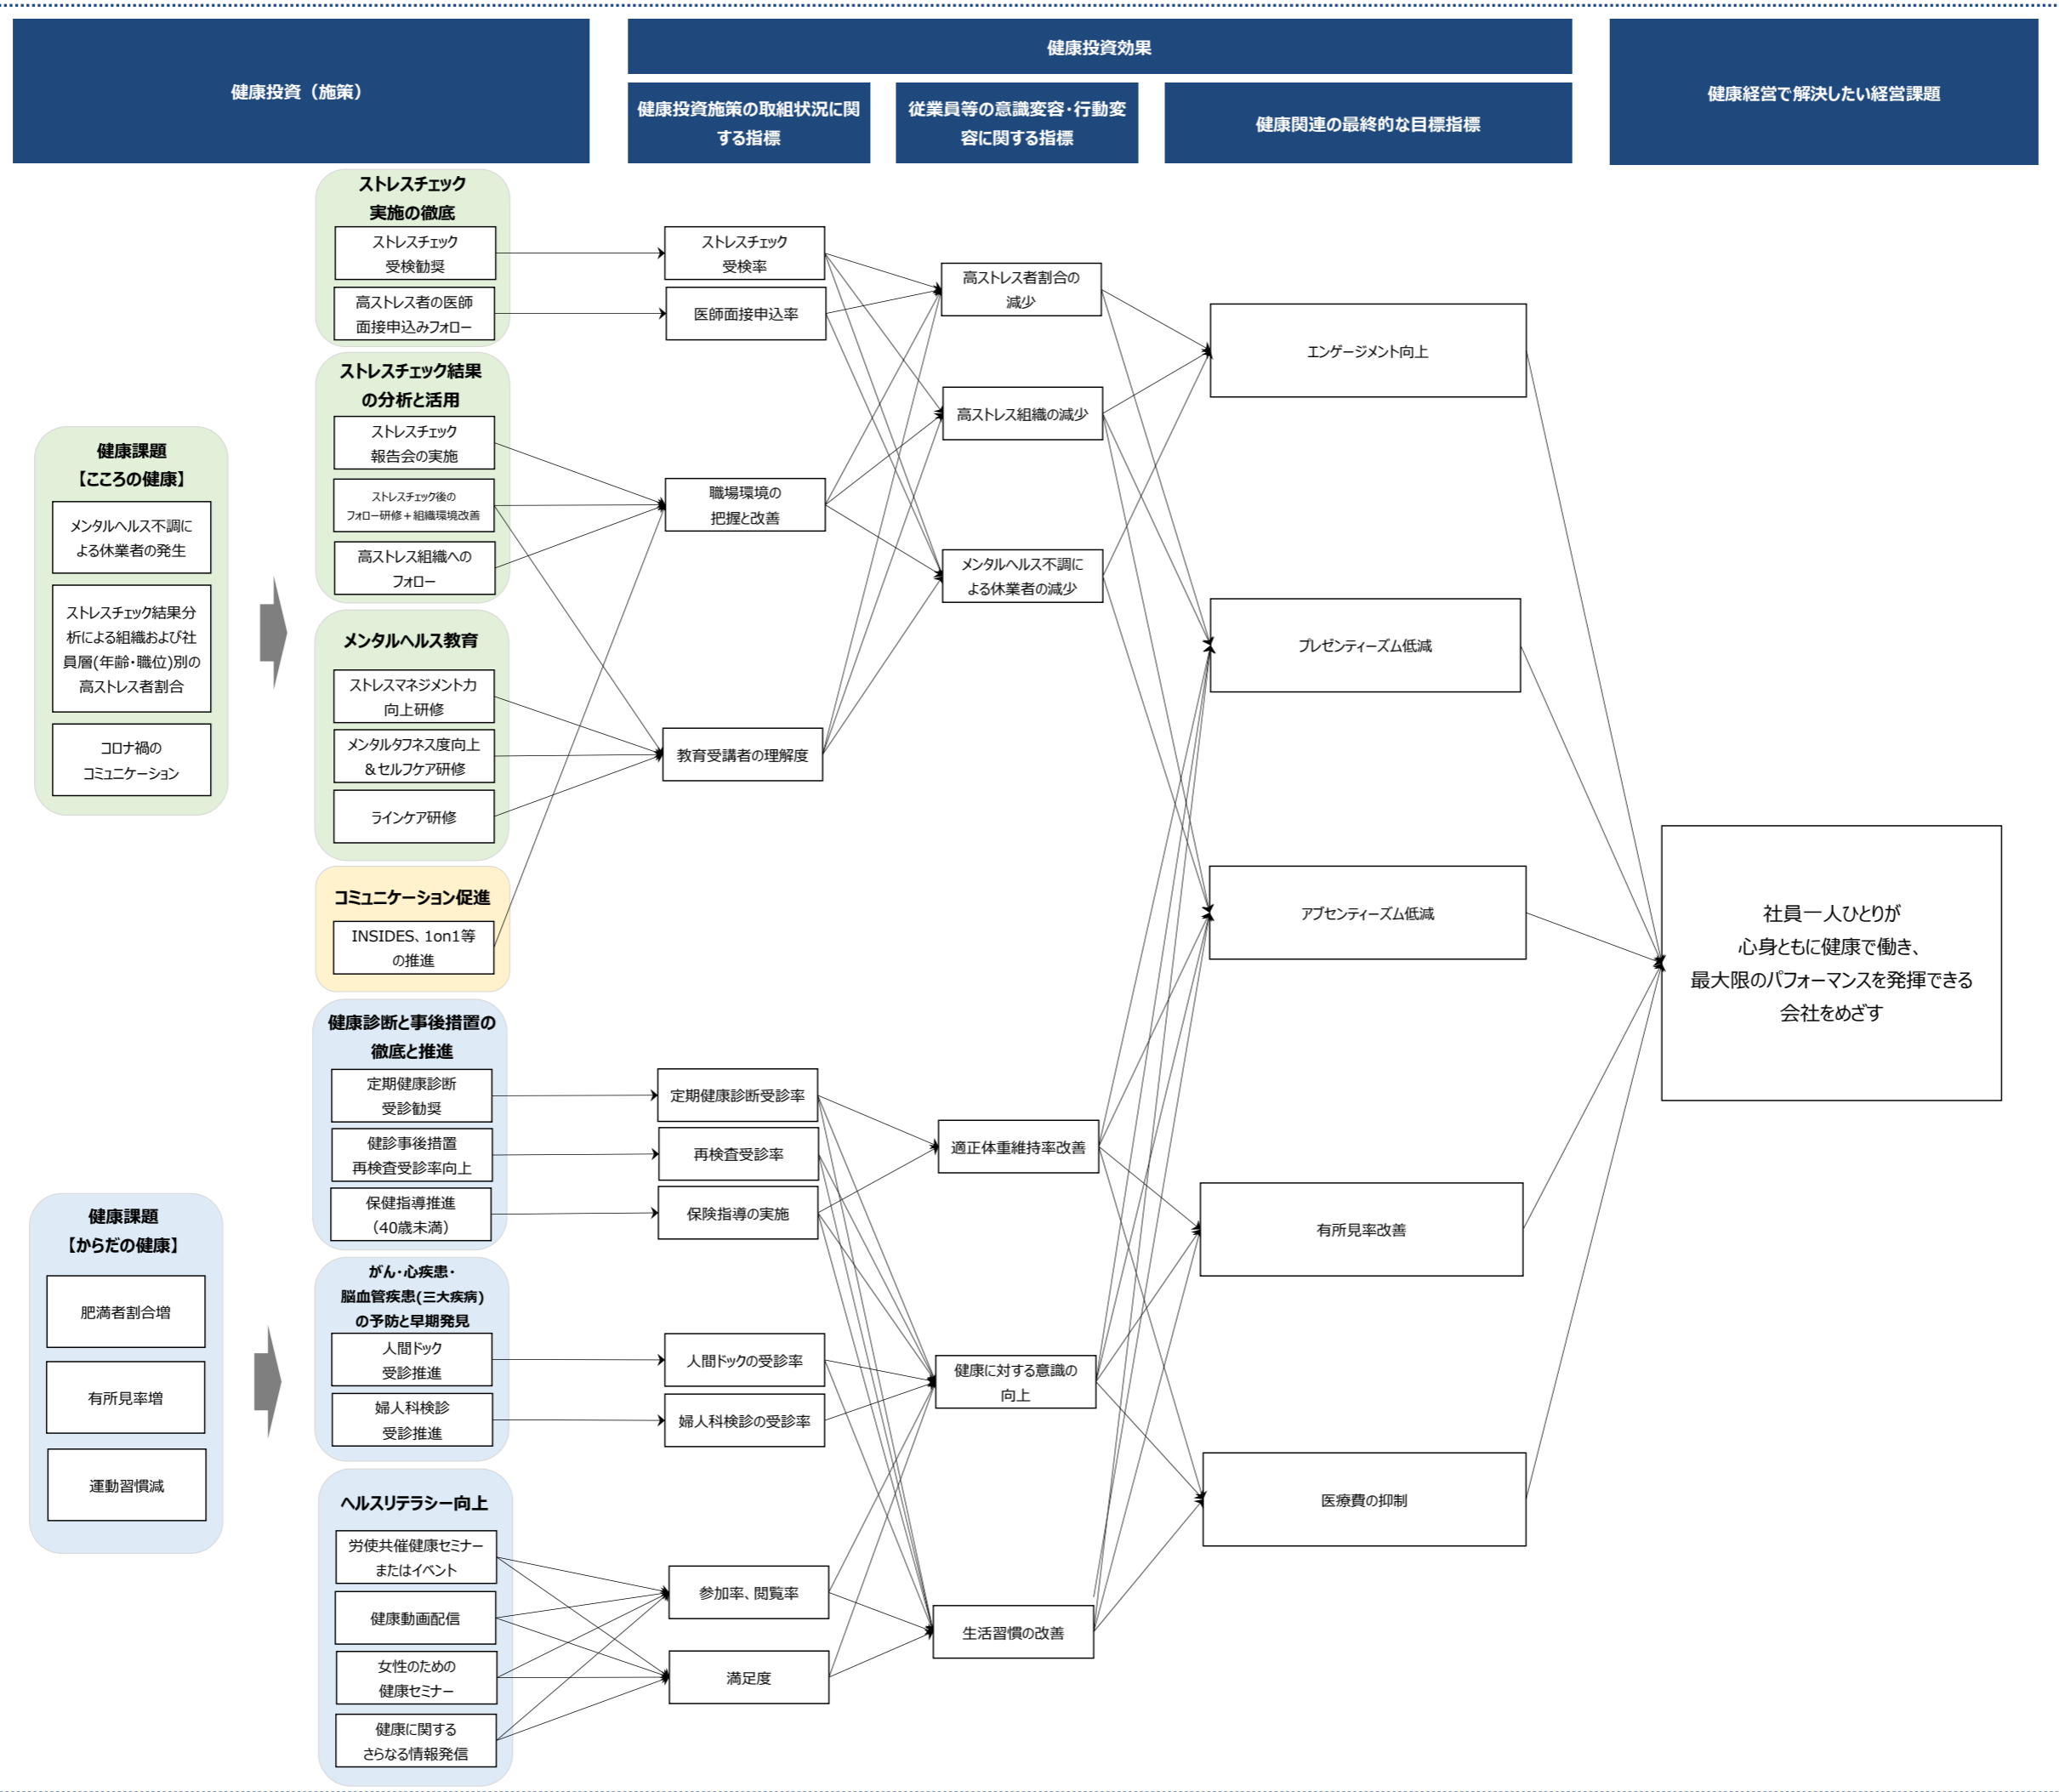 健康投資（施策）
健康投資効果
健康投資施策の取組状況に関
する指標
従業員等の意識変容・行動変
容に関する指標
健康関連の最終的な目標指標
健康経営で解決したい経営課題
健康課題
【こころの健康】
メンタルヘルス不調に
よる休業者の発生
ストレスチェック結果分
析による組織および社
員層(年齢・職位)別の
高ストレス者割合
コロナ禍の
コミュニケーション
健康課題
【からだの健康】
肥満者割合増
有所見率増
運動習慣減
ストレスチェック
実施の徹底
ストレスチェック
受検勧奨
高ストレス者の医師
面接申込みフォロー
ストレスチェック結果
の分析と活用
ストレスチェック
報告会の実施
ストレスチェック後の
フォロー研修＋組織環境改善
高ストレス組織への
フォロー
メンタルヘルス教育
ストレスマネジメント力
向上研修
メンタルタフネス度向上
＆セルフケア研修
ラインケア研修
コミュニケーション促進
INSIDES、1on1等
の推進
健康診断と事後措置の
徹底と推進
定期健康診断
受診勧奨
健診事後措置
再検査受診率向上
保健指導推進
（40歳未満）
がん・心疾患・
脳血管疾患(三大疾病)
の予防と早期発見
人間ドック
受診推進
婦人科検診
受診推進
ヘルスリテラシー向上
労使共催健康セミナー
またはイベント
健康動画配信
女性のための
健康セミナー
健康に関する
さらなる情報発信
ストレスチェック
受検率
医師面接申込率
職場環境の
把握と改善
教育受講者の理解度
定期健康診断受診率
再検査受診率
保険指導の実施
人間ドックの受診率
婦人科検診の受診率
参加率、閲覧率
満足度
高ストレス者割合の
減少
高ストレス組織の減少
メンタルヘルス不調に
よる休業者の減少
適正体重維持率改善
健康に対する意識の
向上
生活習慣の改善
エンゲージメント向上
プレゼンティーズム低減
アブセンティーズム低減
有所見率改善
医療費の抑制
社員一人ひとりが
心身ともに健康で働き、
最大限のパフォーマンスを発揮できる
会社をめざす